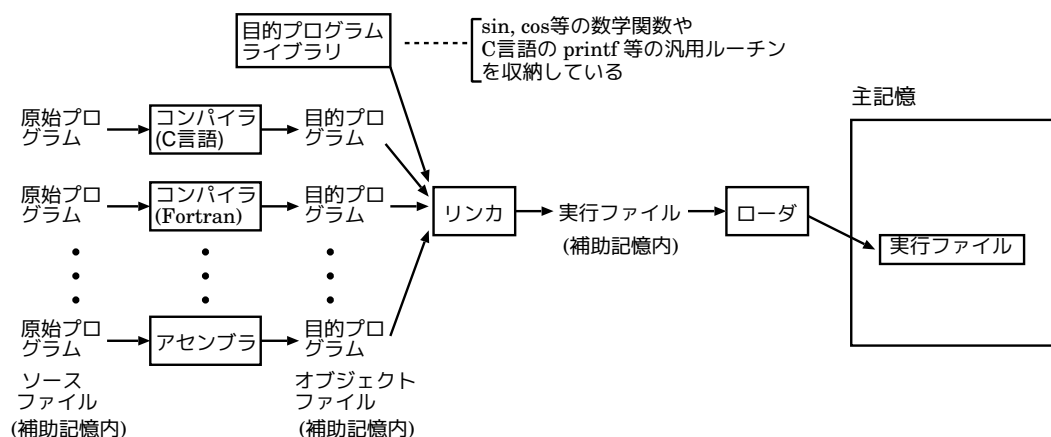 目的プログラム
ライブラリ
sin, cos等の数学関数や
C言語の printf 等の汎用ルーチン
を収納している
主記憶
原始プロ
グラム
コンパイラ
(C言語)
目的プロ
グラム
原始プロ
グラム
コンパイラ
(Fortran)
目的プロ
グラム
リンカ
実行ファイル
(補助記憶内)
ローダ
実行ファイル
原始プロ
グラム
アセンブラ
目的プロ
グラム
ソース
ファイル
(補助記憶内)
オブジェクト
ファイル
(補助記憶内)